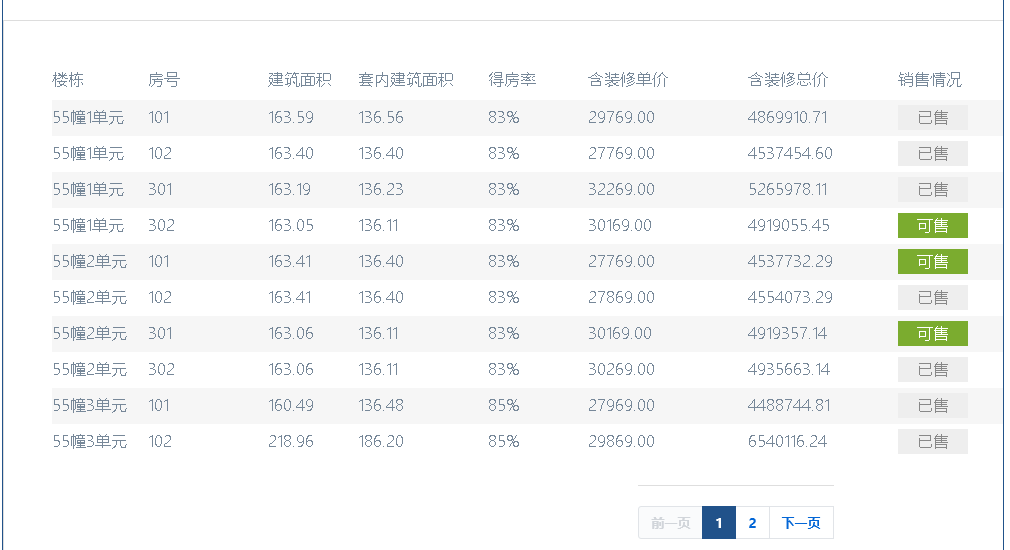 楼栋 房号 建筑面积 套内建筑面积 得房率 含装修单价 含装修总价 销售情况
55幢1单元 101 163.59 136.56 83% 29769.00 4869910.71 已售
55幢1单元 102 163.40 136.40 83% 27769.00 4537454.60 已售
55幢1单元 301 163.19 136.23 83% 32269.00 5265978.11 已售
55幢1单元 302 163.05 136.11 83% 30169.00 4919055.45 可售
55幢2单元 101 163.41 136.40 83% 27769.00 4537732.29 可售
55幢2单元 102 163.41 136.40 83% 27869.00 4554073.29 已售
55幢2单元 301 163.06 136.11 83% 30169.00 4919357.14 可售
55幢2单元 302 163.06 136.11 83% 30269.00 4935663.14 已售
55幢3单元 101 160.49 136.48 85% 27969.00 4488744.81 已售
55幢3单元 102 218.96 186.20 85% 29869.00 6540116.24 已售
前一页 1 2 下一页